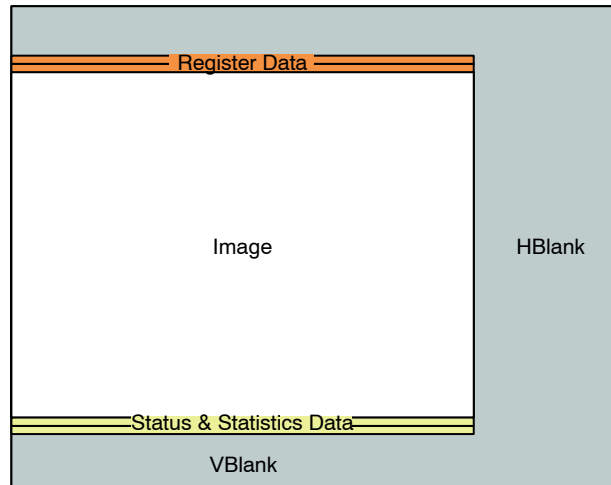 Register Data
Image
HBlank
Status & Statistics Data
VBlank